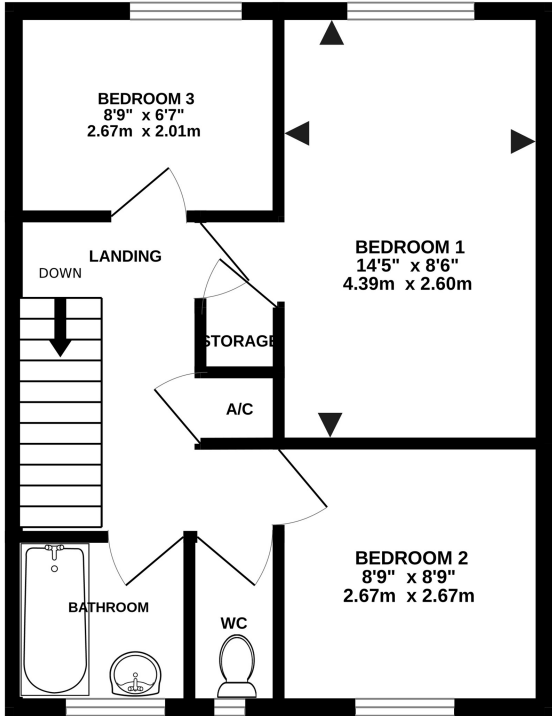 BEDROOM 3
8'9" x 6'7"
2.67m x 2.01m
LANDING
DOWN
BEDROOM 1
14'5" x 8'6"
4.39m x 2.60m
STORAGE
A/C
BEDROOM 2
8'9" x 8'9"
2.67m x 2.67m
BATHROOM
WC